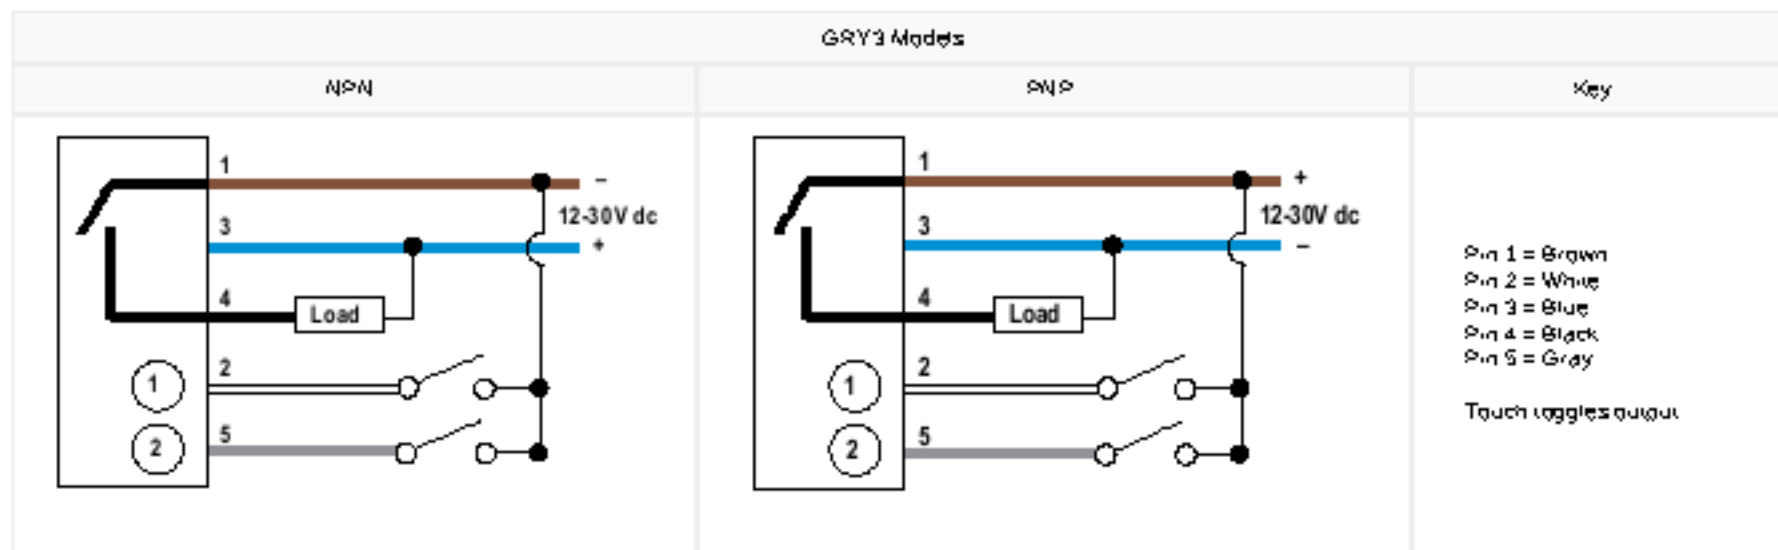 GRY3 Models
NPN
PNP
Key
1
–
12-30V dc
3
+
4
Load
2
1
5
2
1
+
12-30V dc
3
–
4
Load
2
1
5
2
Pin 1 = Brown
Pin 2 = White
Pin 3 = Blue
Pin 4 = Black
Pin 5 = Gray
Touch toggles output